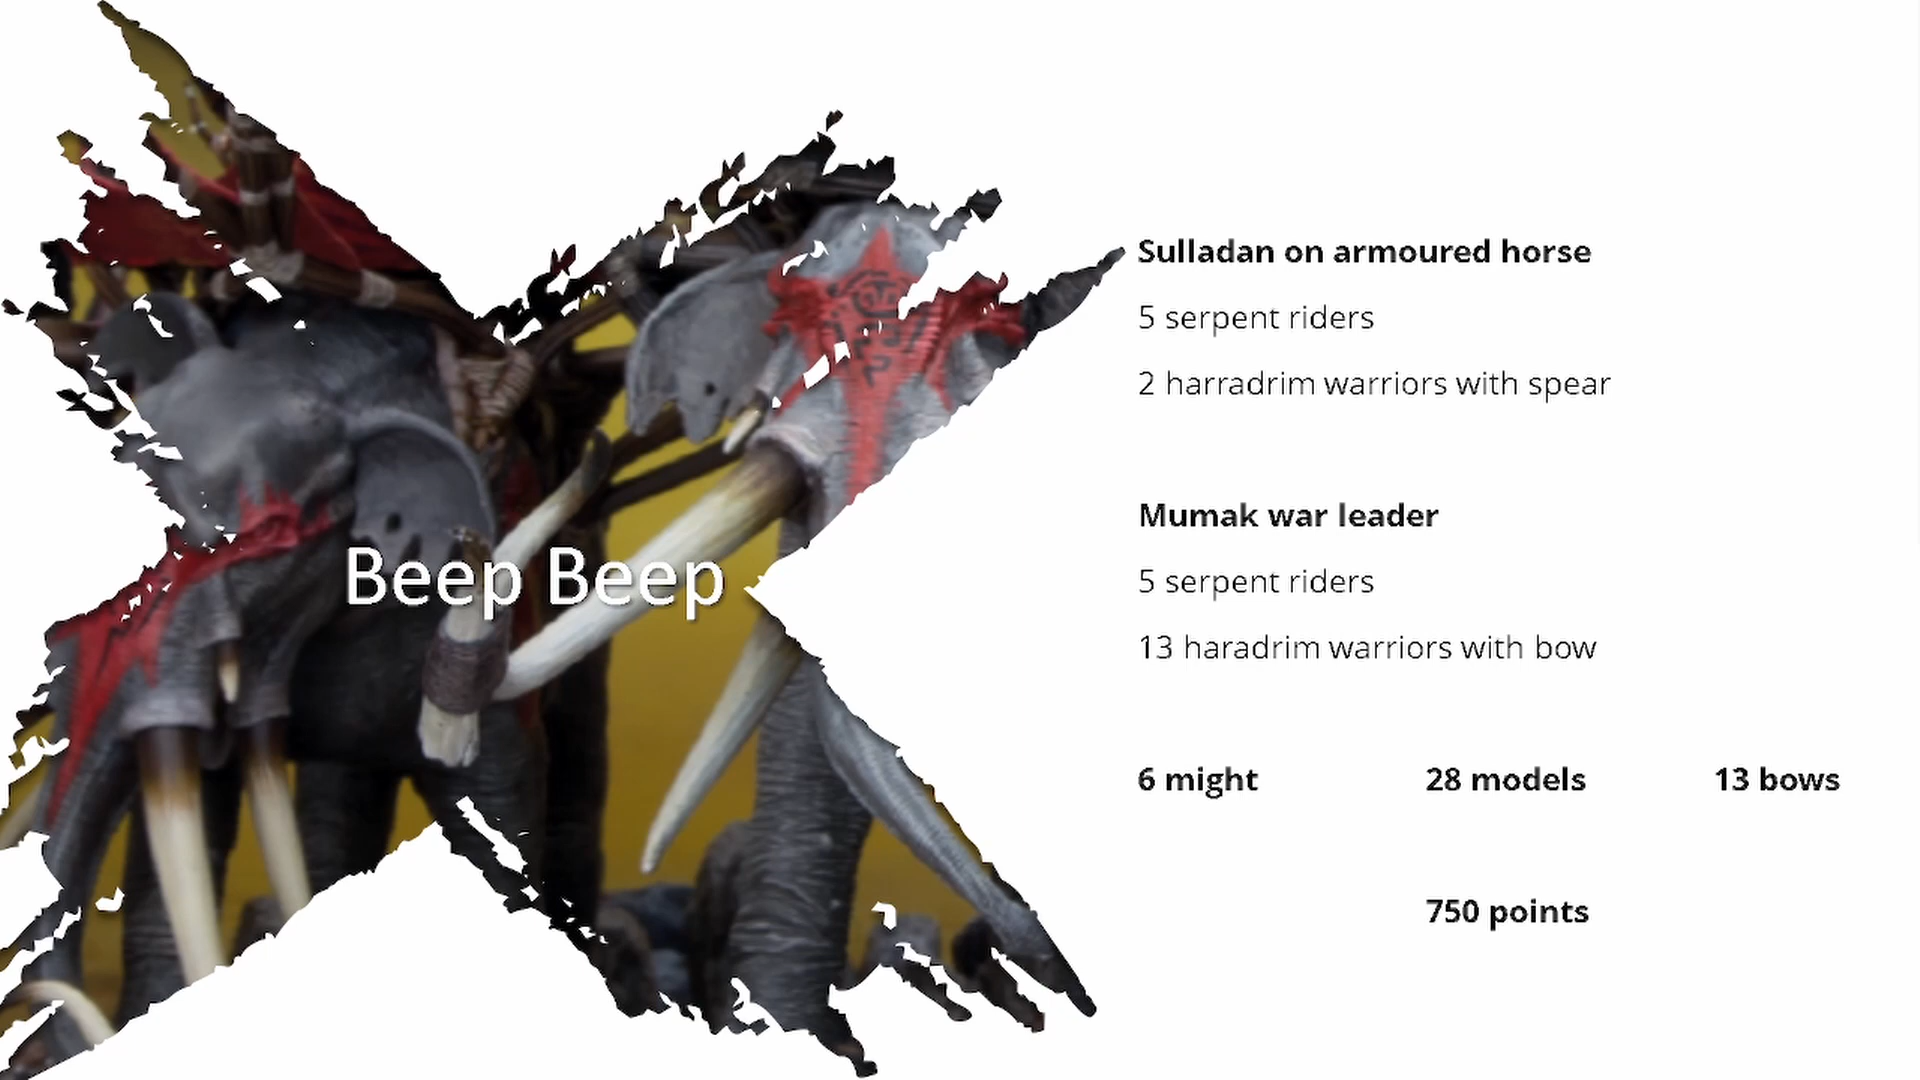 Beep Beep
Sulladan on armoured horse
5 serpent riders
2 harradrim warriors with spear
Mumak war leader
5 serpent riders
13 haradrim warriors with bow
6 might 28 models 13 bows
750 points